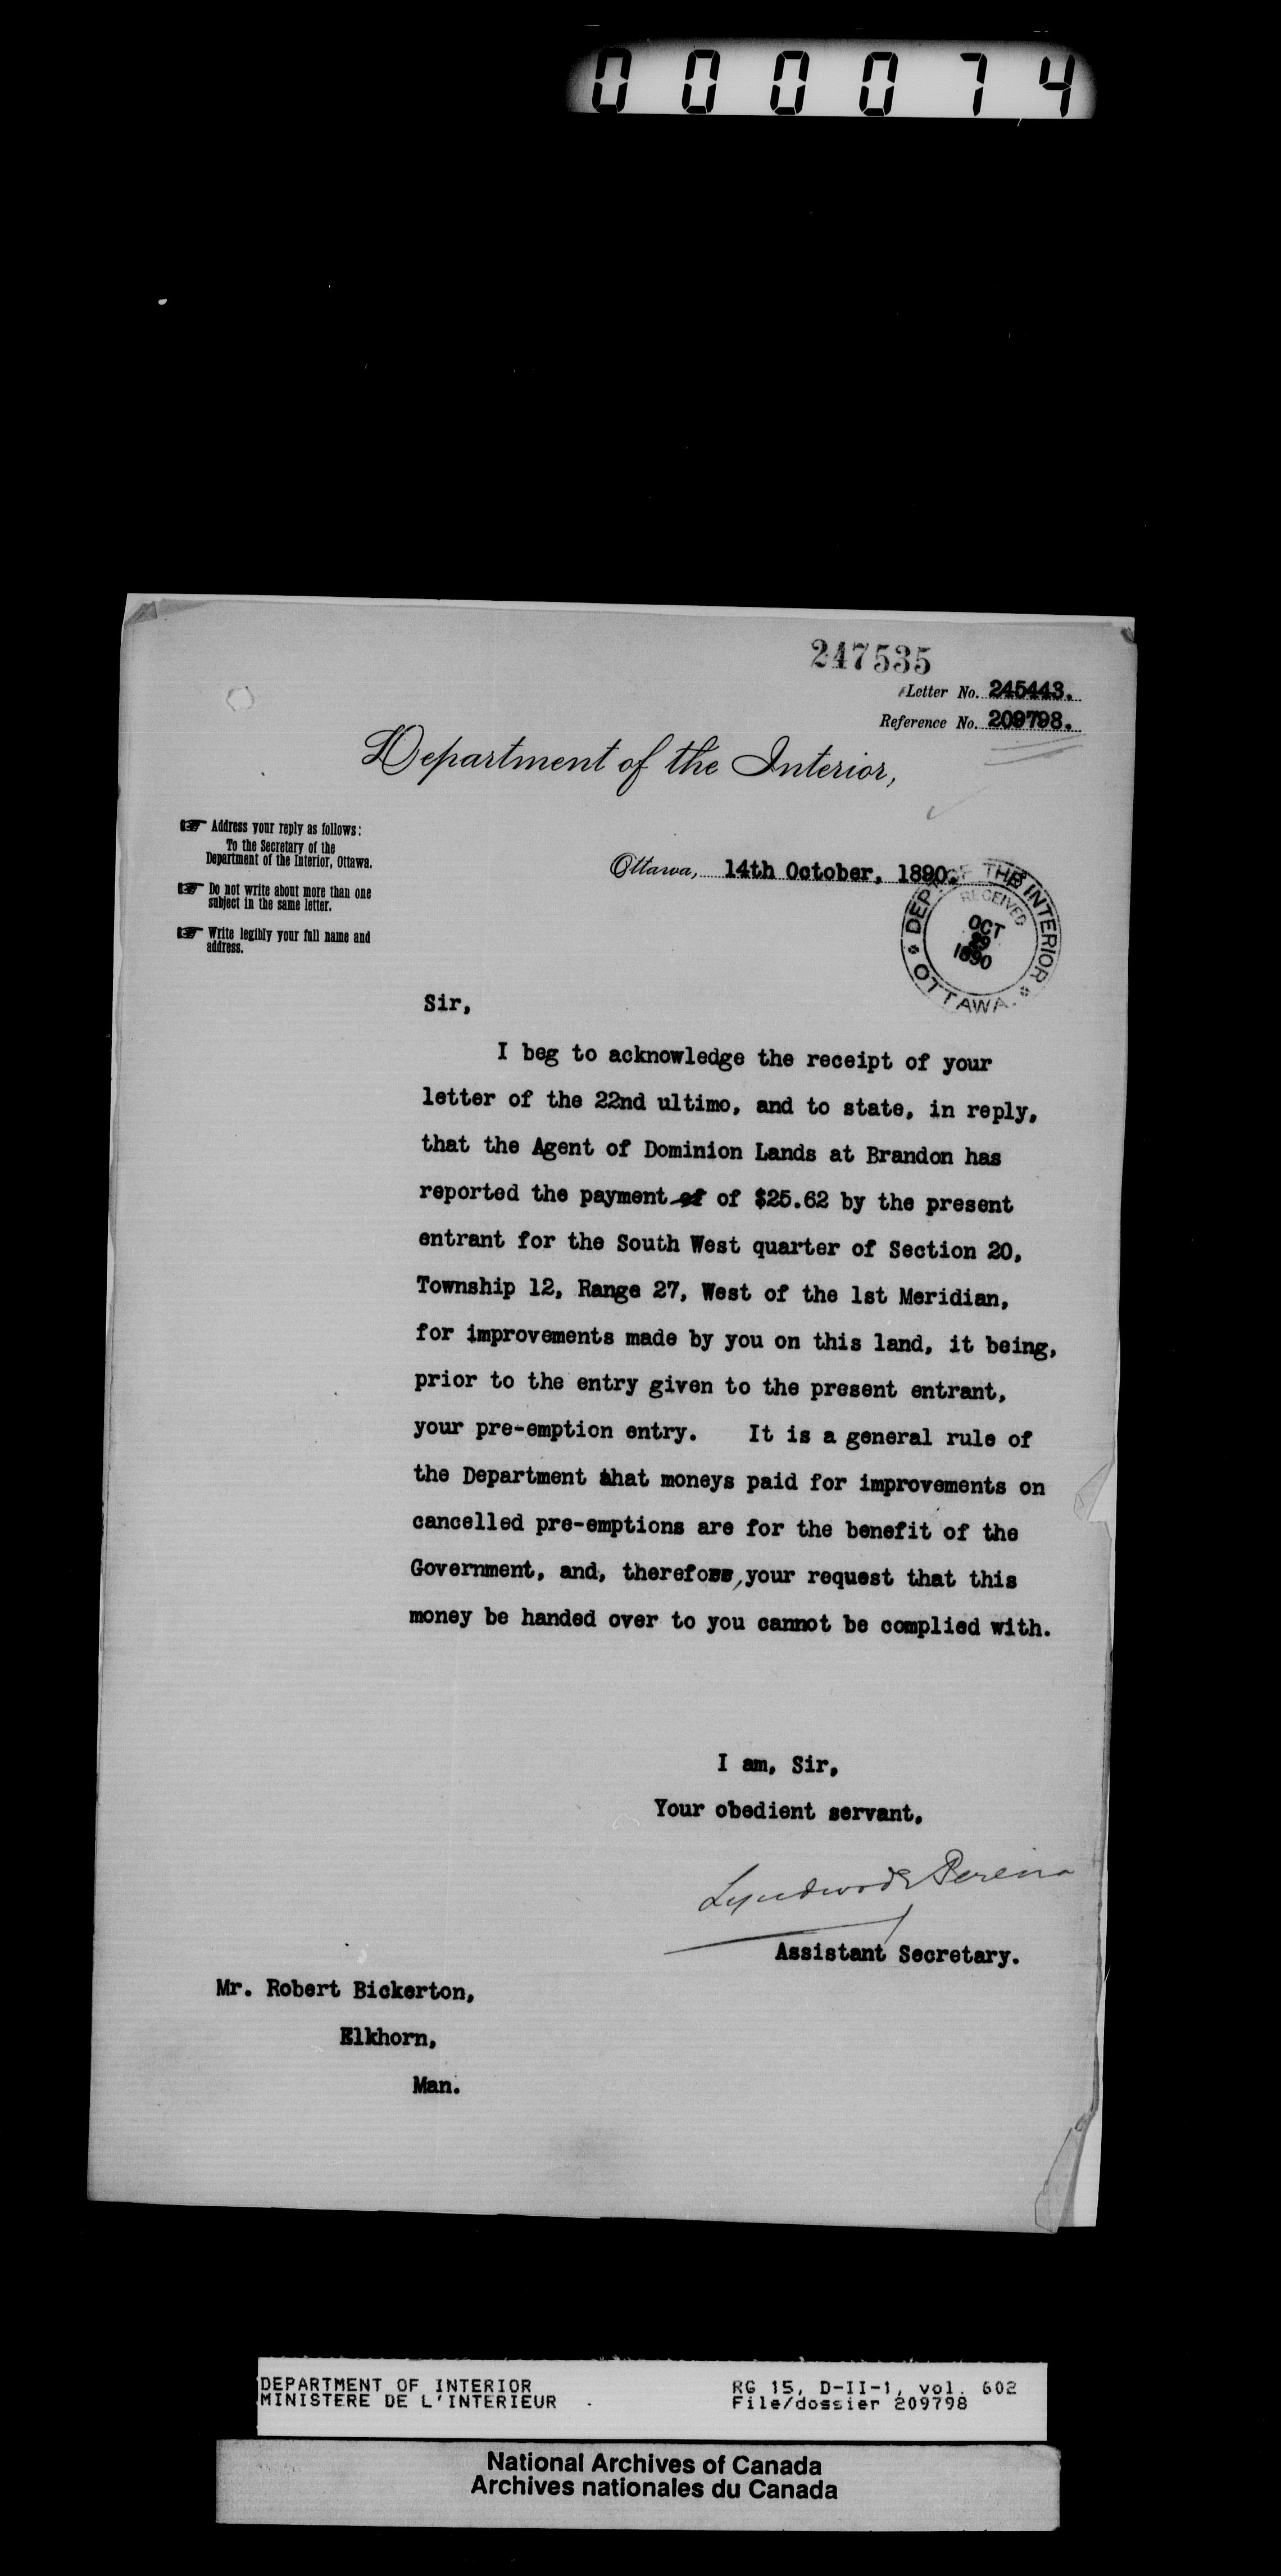 000074
247535
Letter No. 245443.
Reference No. 209798.
Department of the Interior,
Address your reply as follows:
To the Secretary of the
Department of the Interior, Ottawa.
Do not write about more than one
subject in the same letter.
Write legibly your full name and
address.
Ottawa, 14th October, 1890.
DEPT. OF THE INTERIOR
RECEIVED
OCT
29
1890
OTTAWA.
Sir,
I beg to acknowledge the receipt of your
letter of the 22nd ultimo, and to state, in reply,
that the Agent of Dominion Lands at Brandon has
reported the payment of of $25.62 by the present
entrant for the South West quarter of Section 20,
Township 12, Range 27, West of the 1st Meridian,
for improvements made by you on this land, it being,
prior to the entry given to the present entrant,
your pre-emption entry. It is a general rule of
the Department that moneys paid for improvements on
cancelled pre-emptions are for the benefit of the
Government, and, therefore, your request that this
money be handed over to you cannot be complied with.
I am, Sir,
Your obedient servant,
Lyndwode Pereira
Assistant Secretary.
Mr. Robert Bickerton,
Elkhorn,
Man.
DEPARTMENT OF INTERIOR
MINISTERE DE L'INTERIEUR
RG 15, D-II-1, vol. 602
File/dossier 209798
National Archives of Canada
Archives nationales du Canada